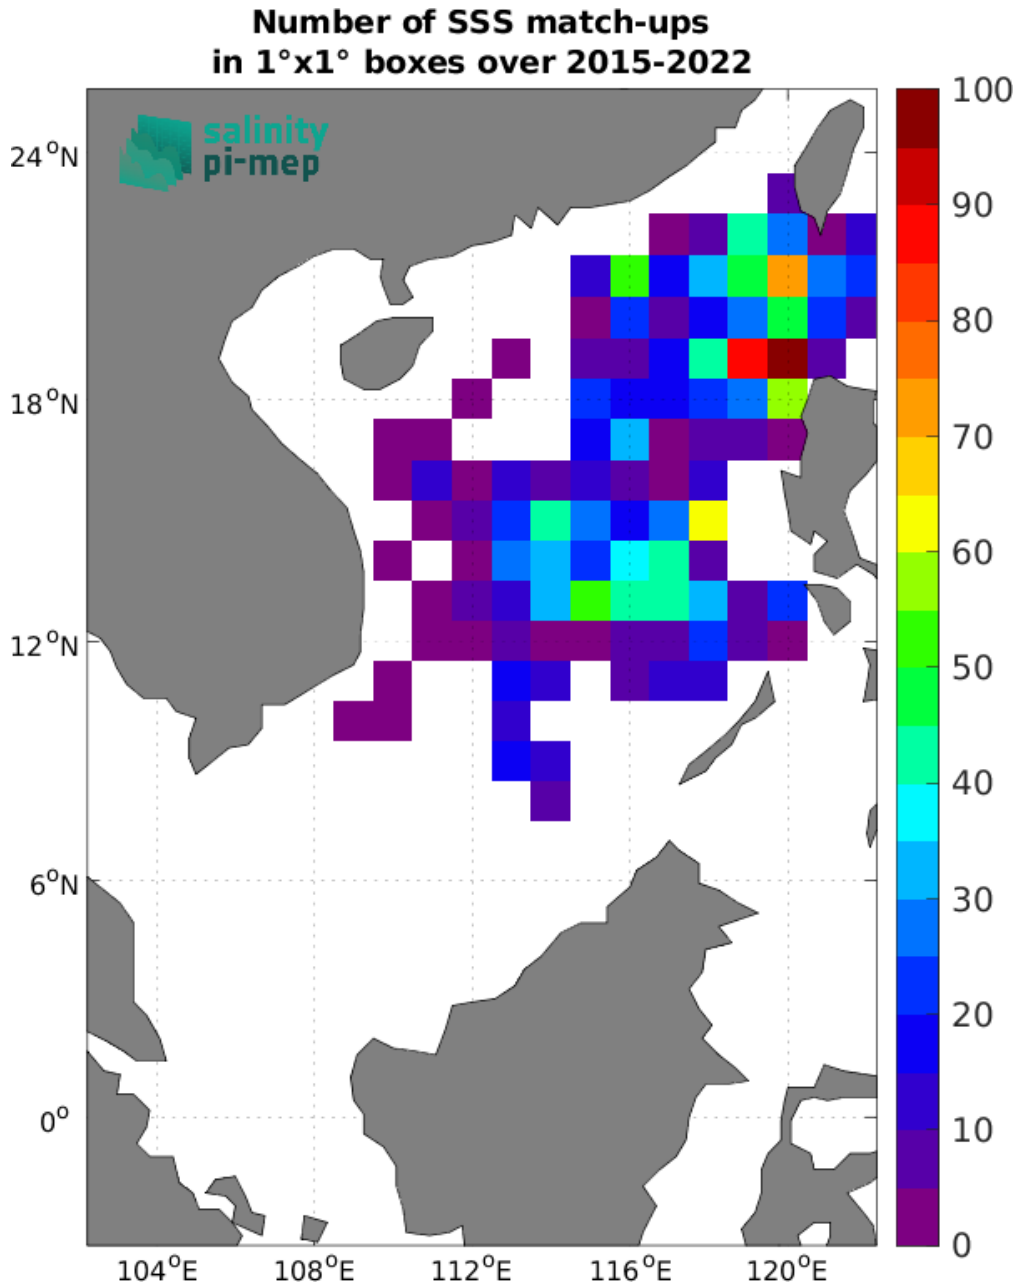 Number of SSS match-ups
in 1°x1° boxes over 2015-2022
salinity
pi-mep
24°N
18°N
12°N
6°N
0°
104°E
108°E
112°E
116°E
120°E
100
90
80
70
60
50
40
30
20
10
0